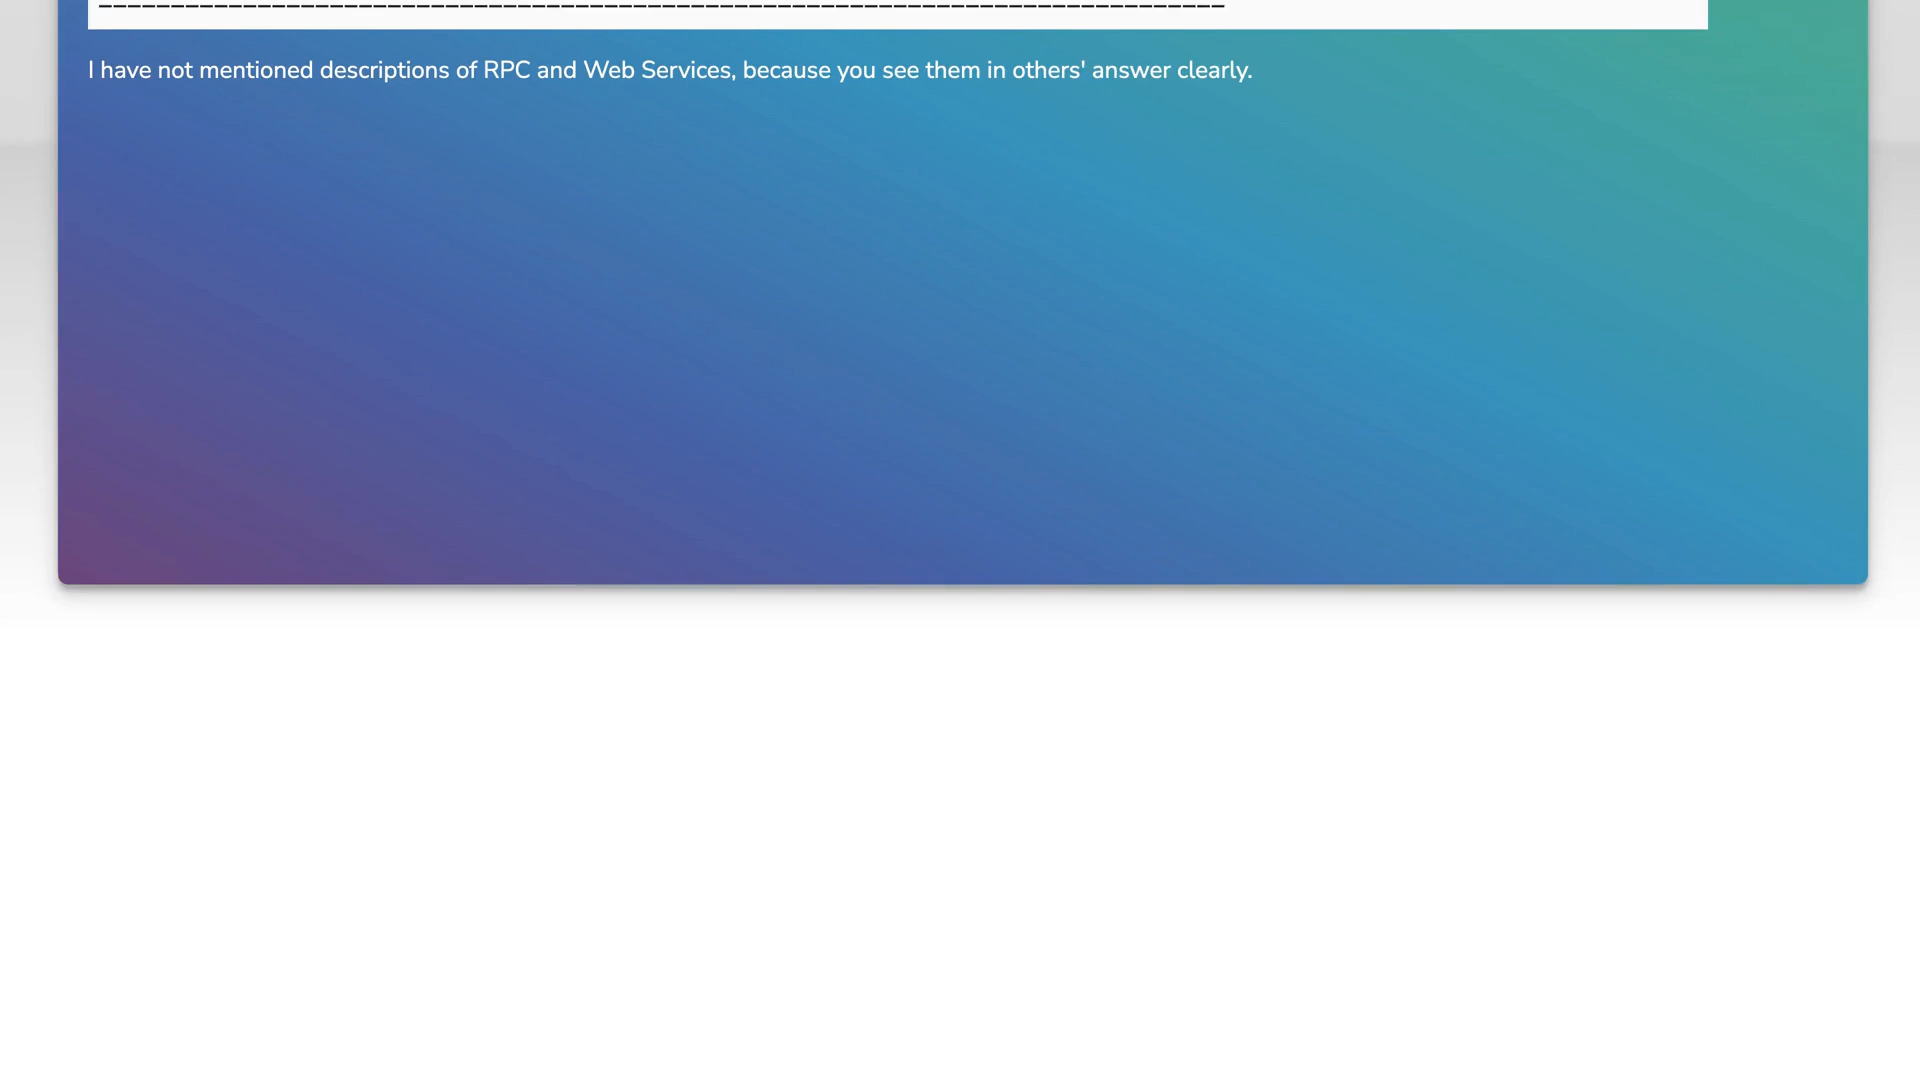 I have not mentioned descriptions of RPC and Web Services, because you see them in others' answer clearly.